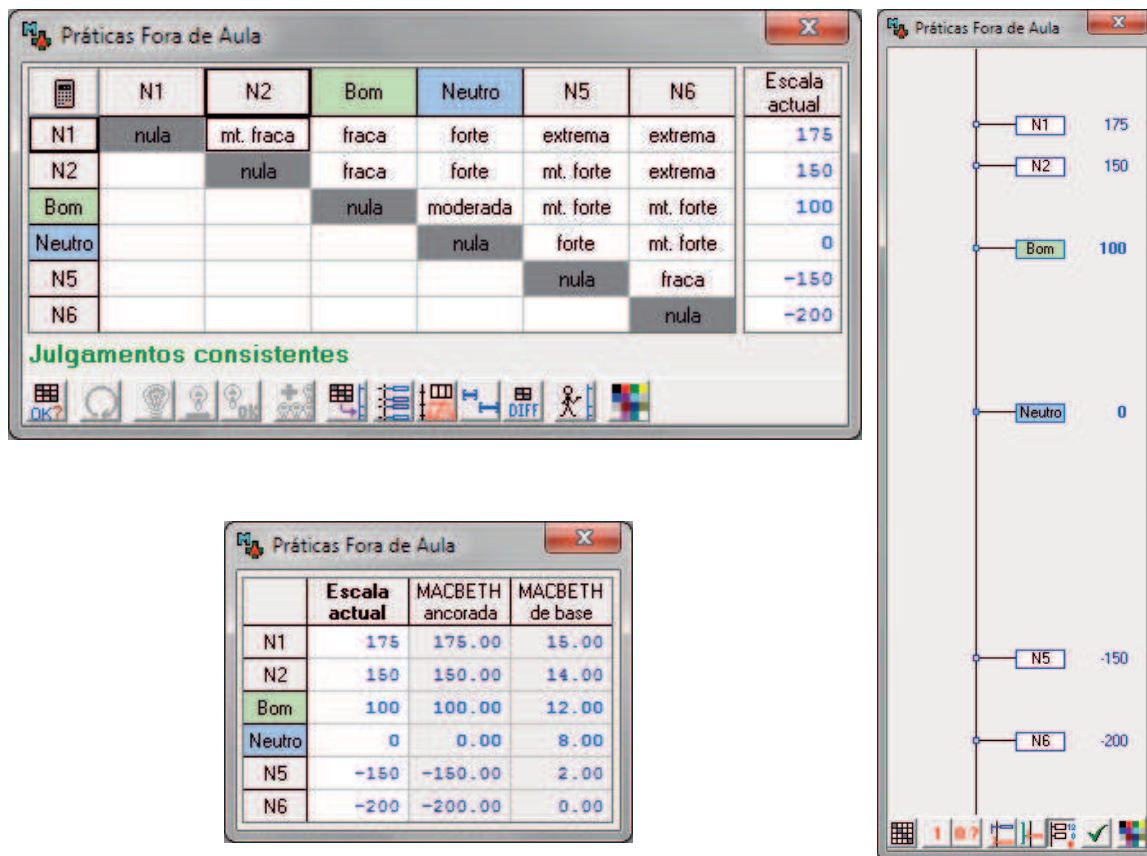 Práticas Fora de Aula
N1 N2 Bom Neutro N5 N6 Escala actual
N1 nula mt. fraca fraca forte extrema extrema 175
N2 nula fraca forte mt. forte extrema 150
Bom nula moderada mt. forte mt. forte 100
Neutro nula forte mt. forte 0
N5 nula fraca -150
N6 nula -200
Julgamentos consistentes
OK? OK DIFF
Práticas Fora de Aula
N1 175
N2 150
Bom 100
Neutro 0
N5 -150
N6 -200
Práticas Fora de Aula
Escala actual MACBETH ancorada MACBETH de base
N1 175 175.00 15.00
N2 150 150.00 14.00
Bom 100 100.00 12.00
Neutro 0 0.00 8.00
N5 -150 -150.00 2.00
N6 -200 -200.00 0.00